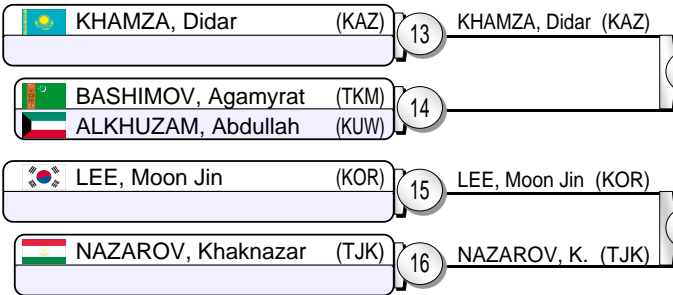 KHAMZA, Didar (KAZ) 13 KHAMZA, Didar (KAZ)
BASHIMOV, Agamyrat (TKM)
14
ALKHUZAM, Abdullah (KUW)
LEE, Moon Jin (KOR) 15 LEE, Moon Jin (KOR)
NAZAROV, Khaknazar (TJK) 16 NAZAROV, K. (TJK)